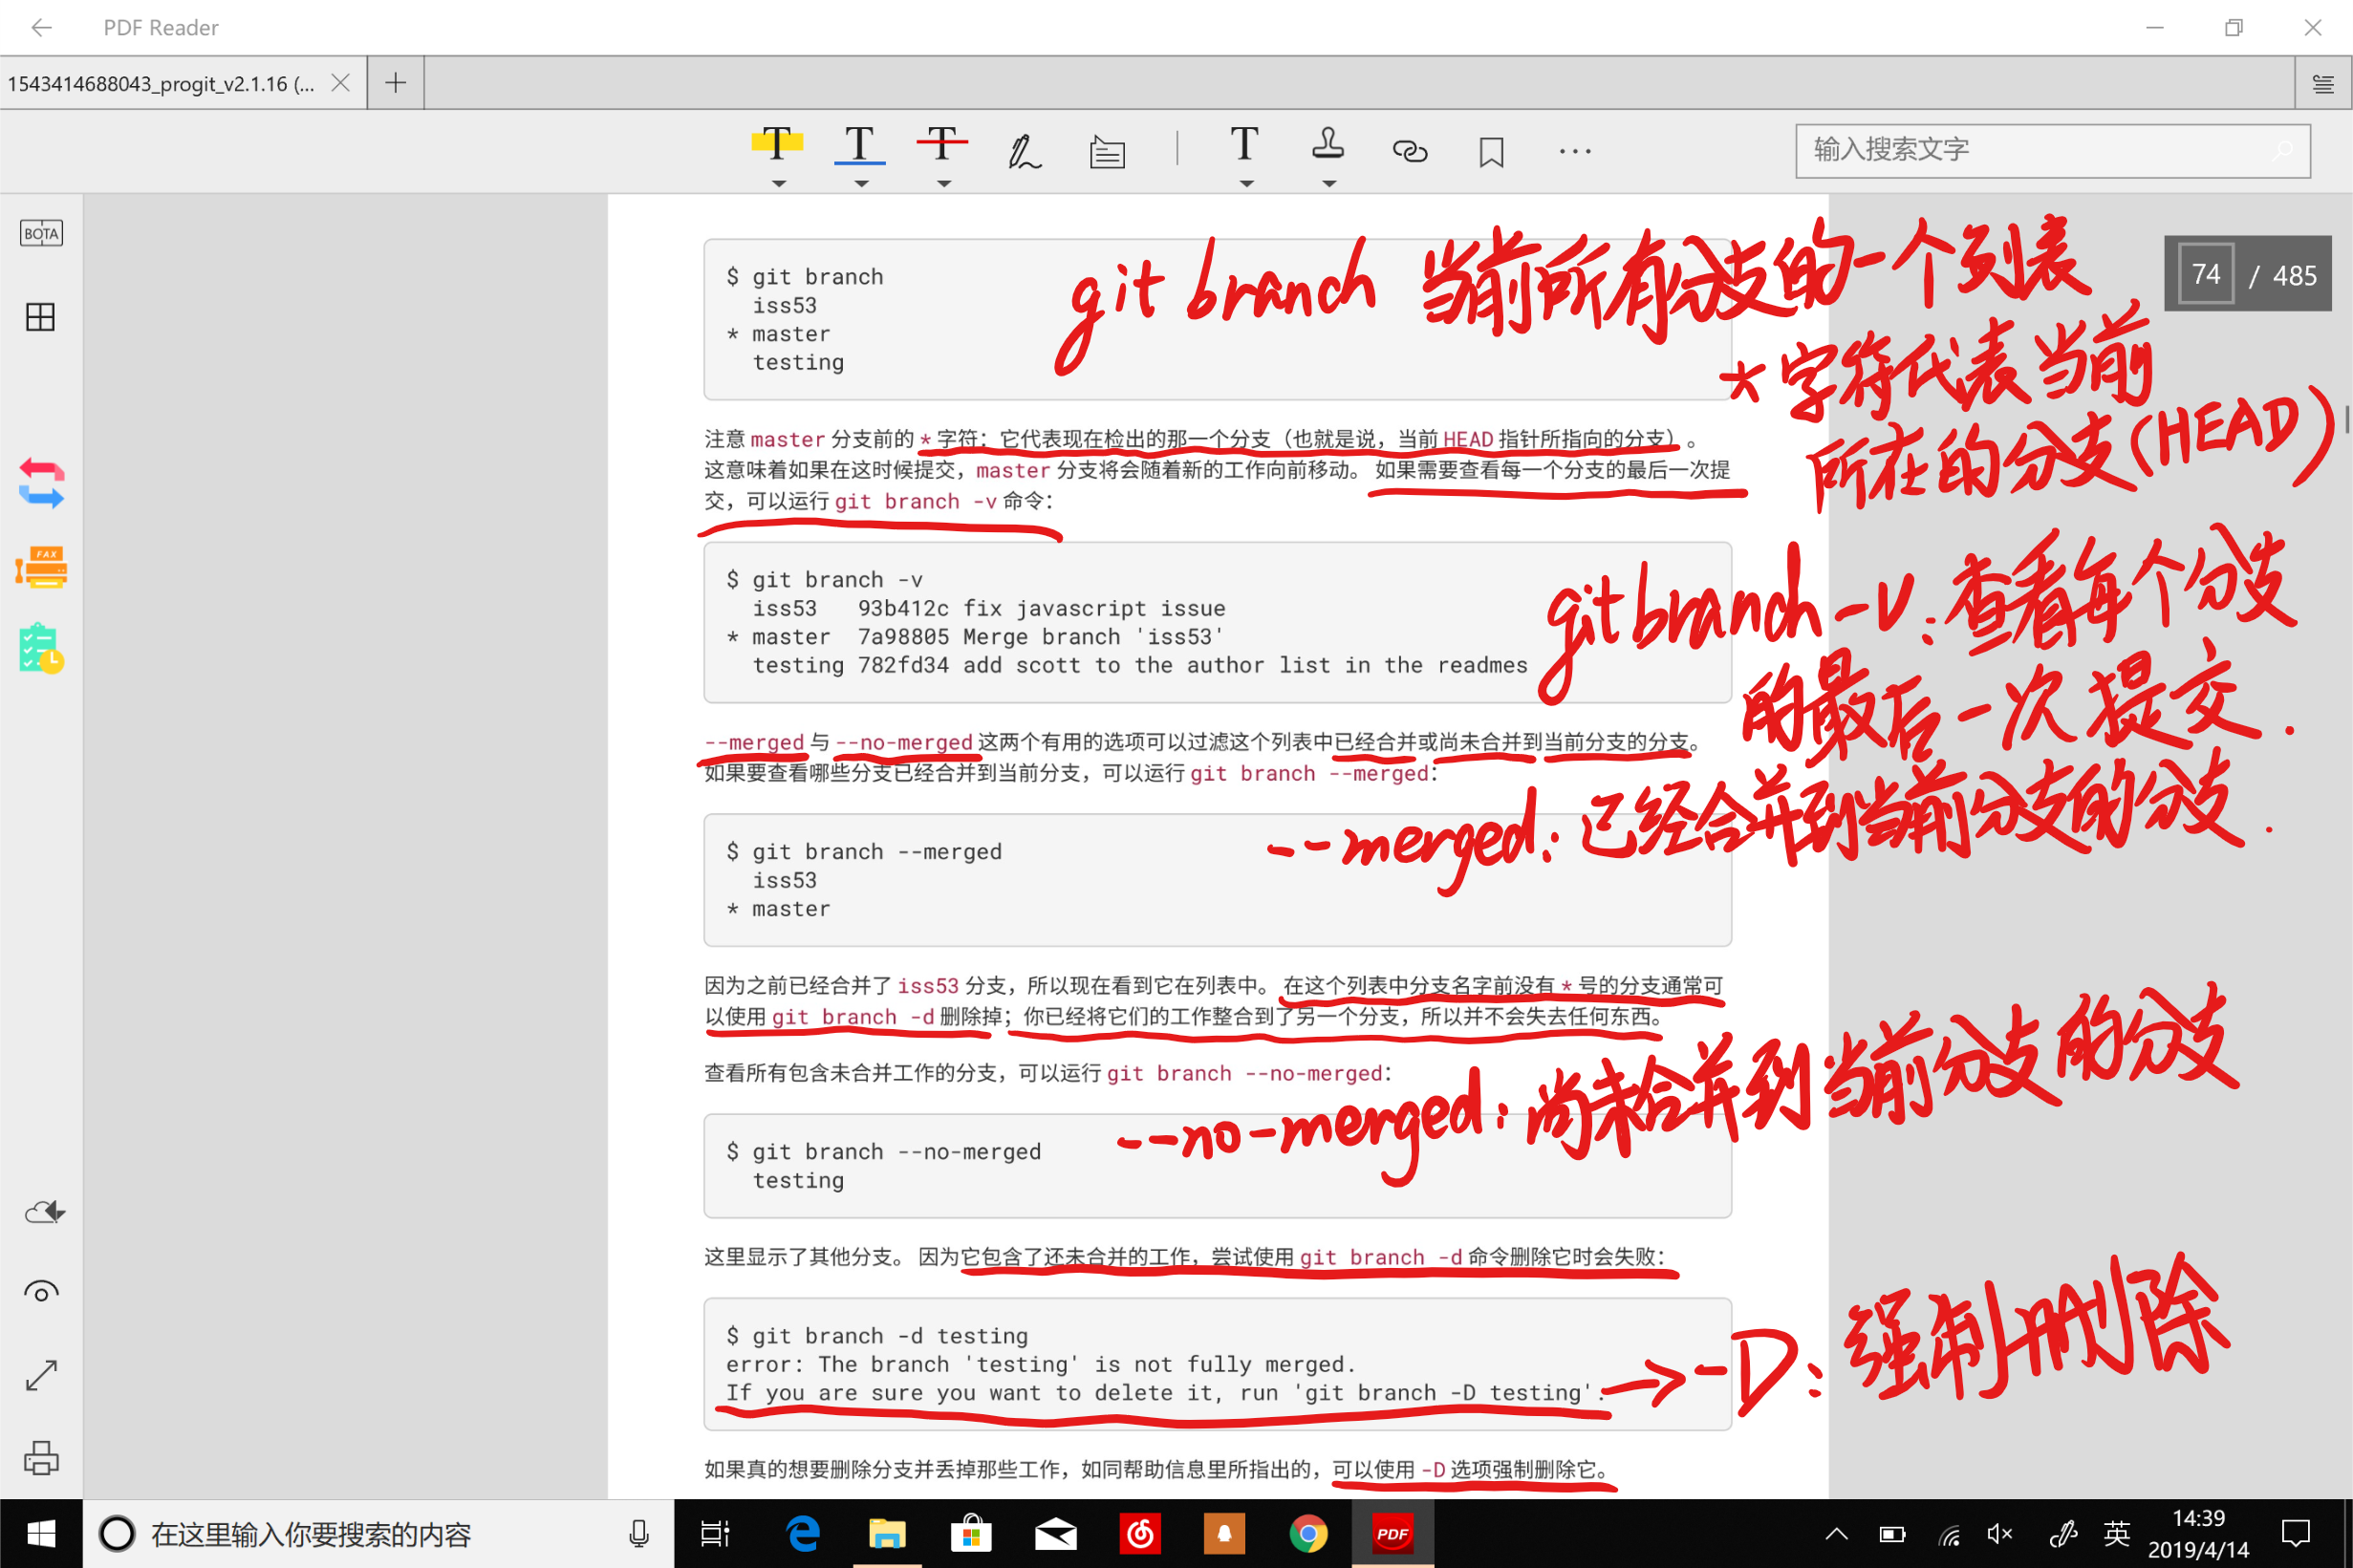 PDF Reader
1543414688043_progit_v2.1.16 (...
输入搜索文字
BOTA
74 / 485
$ git branch
  iss53
* master
  testing
git branch 当前所有分支的一个列表
*字符代表当前
所在的分支(HEAD)
注意 master 分支前的 * 字符：它代表现在检出的那一个分支（也就是说，当前 HEAD 指针所指向的分支）。
这意味着如果在这时候提交，master 分支将会随着新的工作向前移动。 如果需要查看每一个分支的最后一次提
交，可以运行 git branch -v 命令：
$ git branch -v
  iss53   93b412c fix javascript issue
* master  7a98805 Merge branch 'iss53'
  testing 782fd34 add scott to the author list in the readmes
git branch -v：查看每个分支
的最后一次提交.
--merged 与 --no-merged 这两个有用的选项可以过滤这个列表中已经合并或尚未合并到当前分支的分支。
如果要查看哪些分支已经合并到当前分支，可以运行 git branch --merged：
$ git branch --merged
  iss53
* master
--merged：已经合并到当前分支的分支.
因为之前已经合并了 iss53 分支，所以现在看到它在列表中。 在这个列表中分支名字前没有 * 号的分支通常可
以使用 git branch -d 删除掉；你已经将它们的工作整合到了另一个分支，所以并不会失去任何东西。
查看所有包含未合并工作的分支，可以运行 git branch --no-merged：
$ git branch --no-merged
  testing
--no-merged：尚未合并到当前分支的分支
这里显示了其他分支。 因为它包含了还未合并的工作，尝试使用 git branch -d 命令删除它时会失败：
$ git branch -d testing
error: The branch 'testing' is not fully merged.
If you are sure you want to delete it, run 'git branch -D testing'.
→ -D：强制删除
如果真的想要删除分支并丢掉那些工作，如同帮助信息里所指出的，可以使用 -D 选项强制删除它。
在这里输入你要搜索的内容
PDF
英
14:39
2019/4/14
FAX